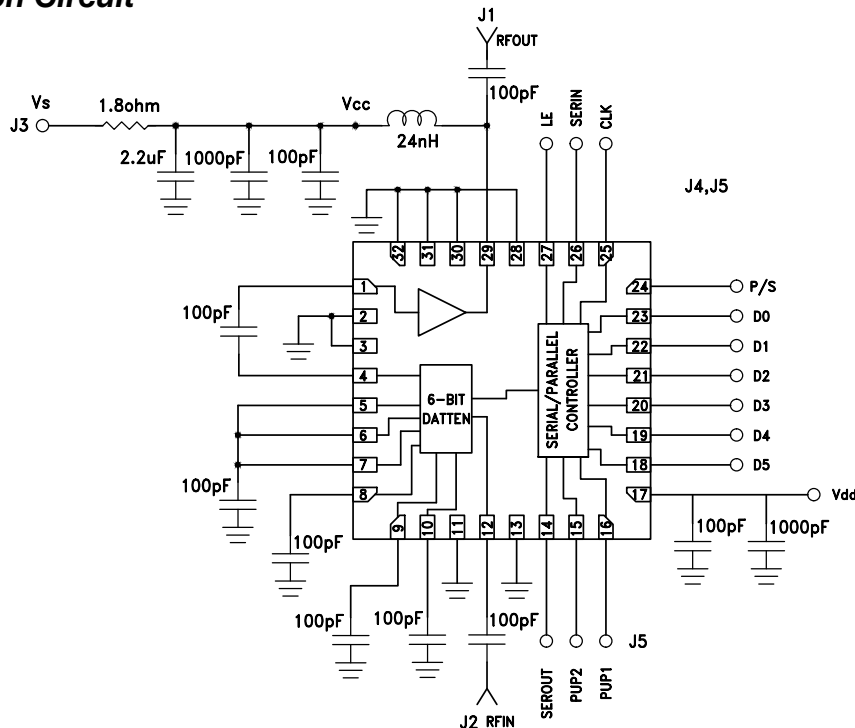 on Circuit
J1
RFOUT
100pF
Vs
1.8ohm
Vcc
J3
24nH
2.2uF
1000pF
100pF
LE
SERIN
CLK
J4,J5
32
31
30
29
28
27
26
25
1
2
3
4
5
6
7
8
100pF
100pF
24
23
22
21
20
19
18
17
P/S
D0
D1
D2
D3
D4
D5
Vdd
6-BIT
DATTEN
SERIAL/PARALLEL
CONTROLLER
9
10
11
12
13
14
15
16
100pF
1000pF
100pF
100pF
100pF
100pF
SEROUT
PUP2
PUP1
J5
J2 RFIN